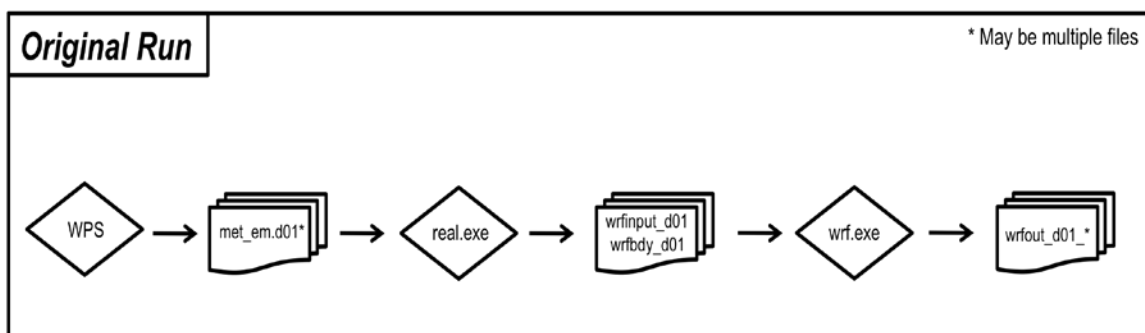 Original Run
* May be multiple files
WPS
met_em.d01*
real.exe
wrfinput_d01
wrfbdy_d01
wrf.exe
wrfout_d01_*